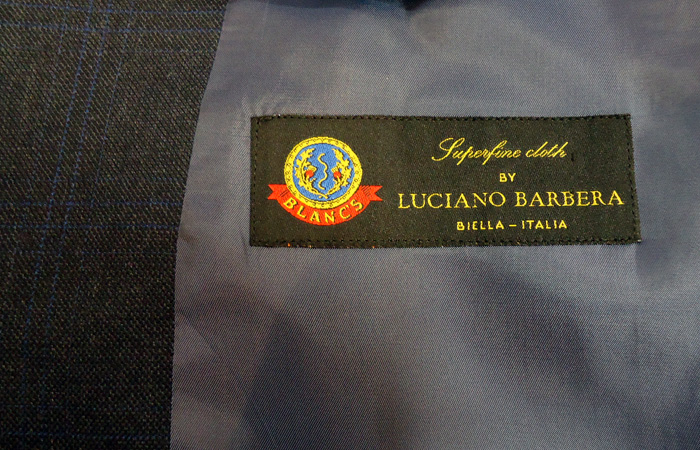 BLANC'S
Superfine cloth
BY
LUCIANO BARBERA
BIELLA – ITALIA